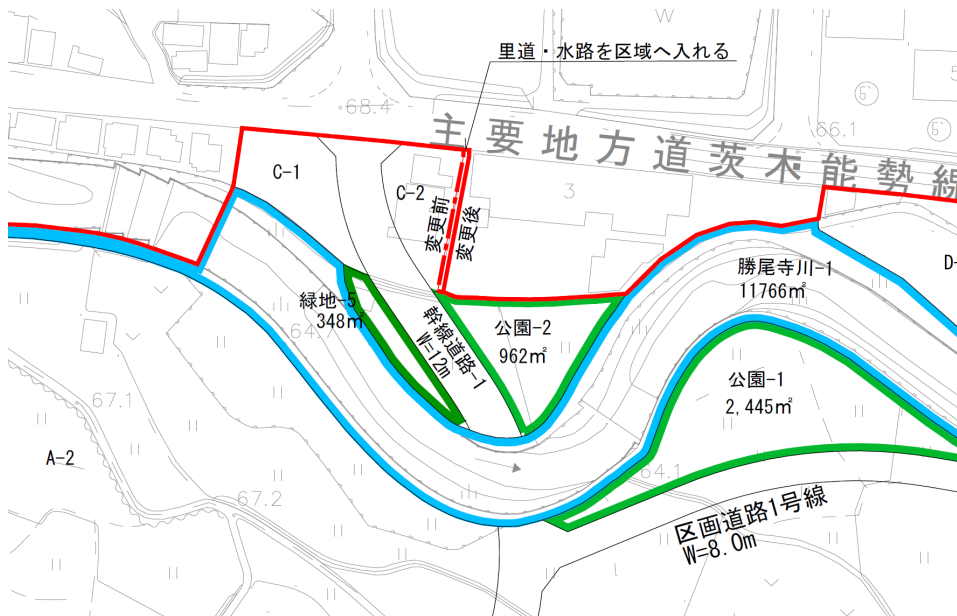 里道・水路を区域へ入れる
68.4
主要地方道茨木能勢線
66.1
C-1
C-2
3
変更前
変更後
勝尾寺川-1
11766㎡
D-
緑地-5
348㎡
64.7
幹線道路-1
W=12m
公園-2
962㎡
公園-1
2,445㎡
67.1
A-2
67.2
64.1
区画道路1号線
W=8.0m